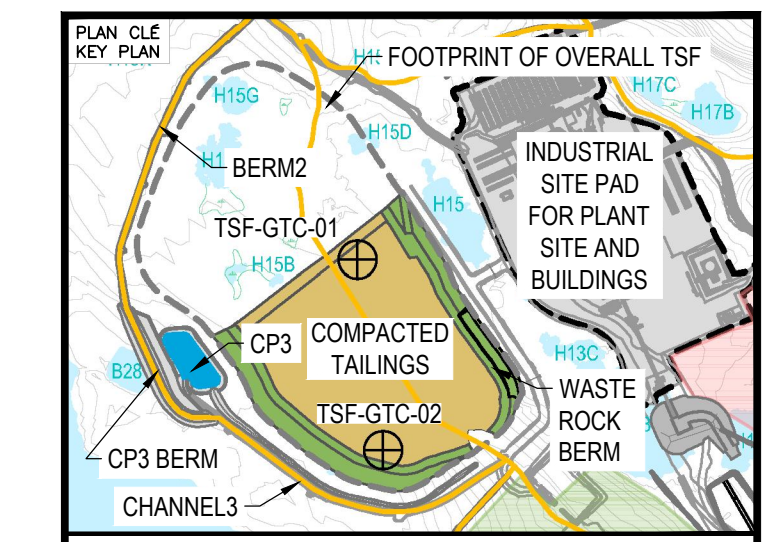 PLAN CLÉ
KEY PLAN
FOOTPRINT OF OVERALL TSF
H17C
H17B
H15G
H15D
H1
BERM2
INDUSTRIAL
SITE PAD
FOR PLANT
SITE AND
BUILDINGS
H15
TSF-GTC-01
H15B
CP3
COMPACTED
TAILINGS
H13C
B28
WASTE
ROCK
BERM
TSF-GTC-02
CP3 BERM
CHANNEL3